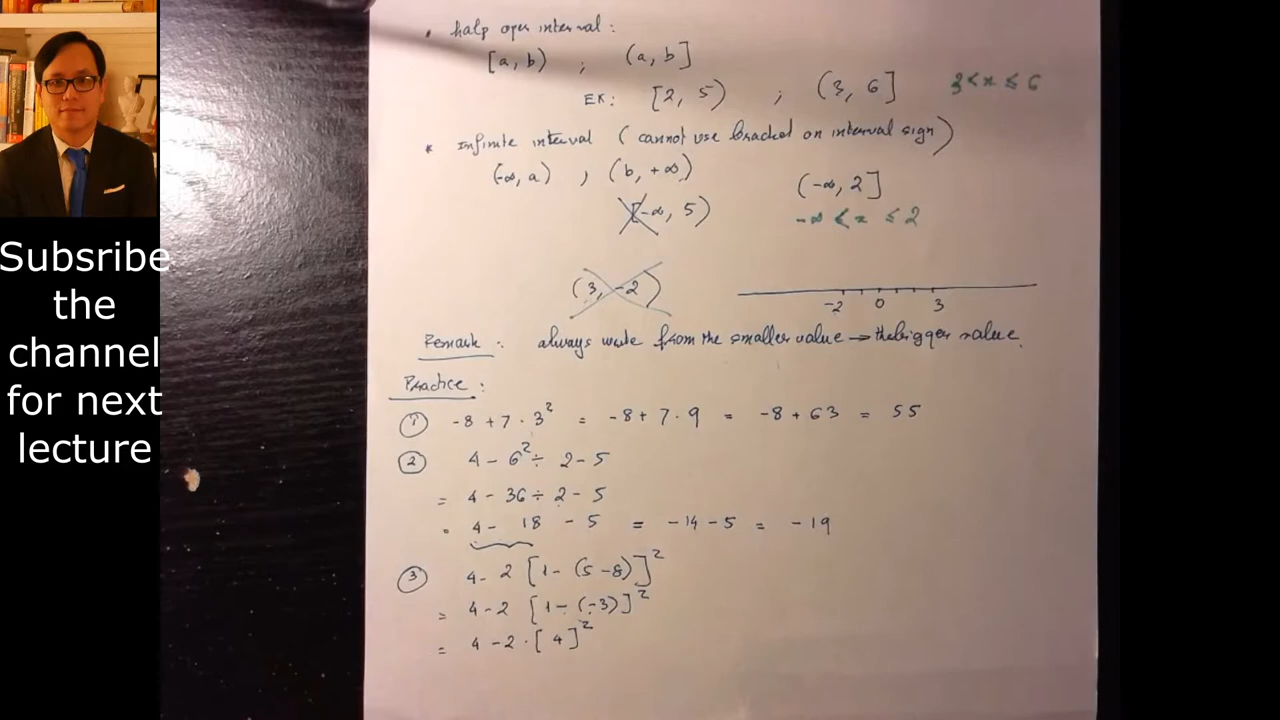 Subsribe
the
channel
for next
lecture
• half open interval:
[a, b) ; (a, b]
EX: [2, 5) ; (3, 6] 3 < x ≤ 6
* Infinite interval ( cannot use bracked on interval sign)
(-∞, a) , (b, +∞)
(-∞, 2]
[-∞, 5)
-∞ < x ≤ 2
(3, -2)
-2 0 3
Remark : always write from the smaller value → the bigger value.
Practice :
① -8 + 7 · 3² = -8 + 7 · 9 = -8 + 63 = 55
② 4 - 6² ÷ 2 - 5
= 4 - 36 ÷ 2 - 5
= 4 - 18 - 5 = -14 - 5 = -19
③ 4 - 2 [1 - (5 - 8)]²
= 4 - 2 [1 - (-3)]²
= 4 - 2 · [4]²